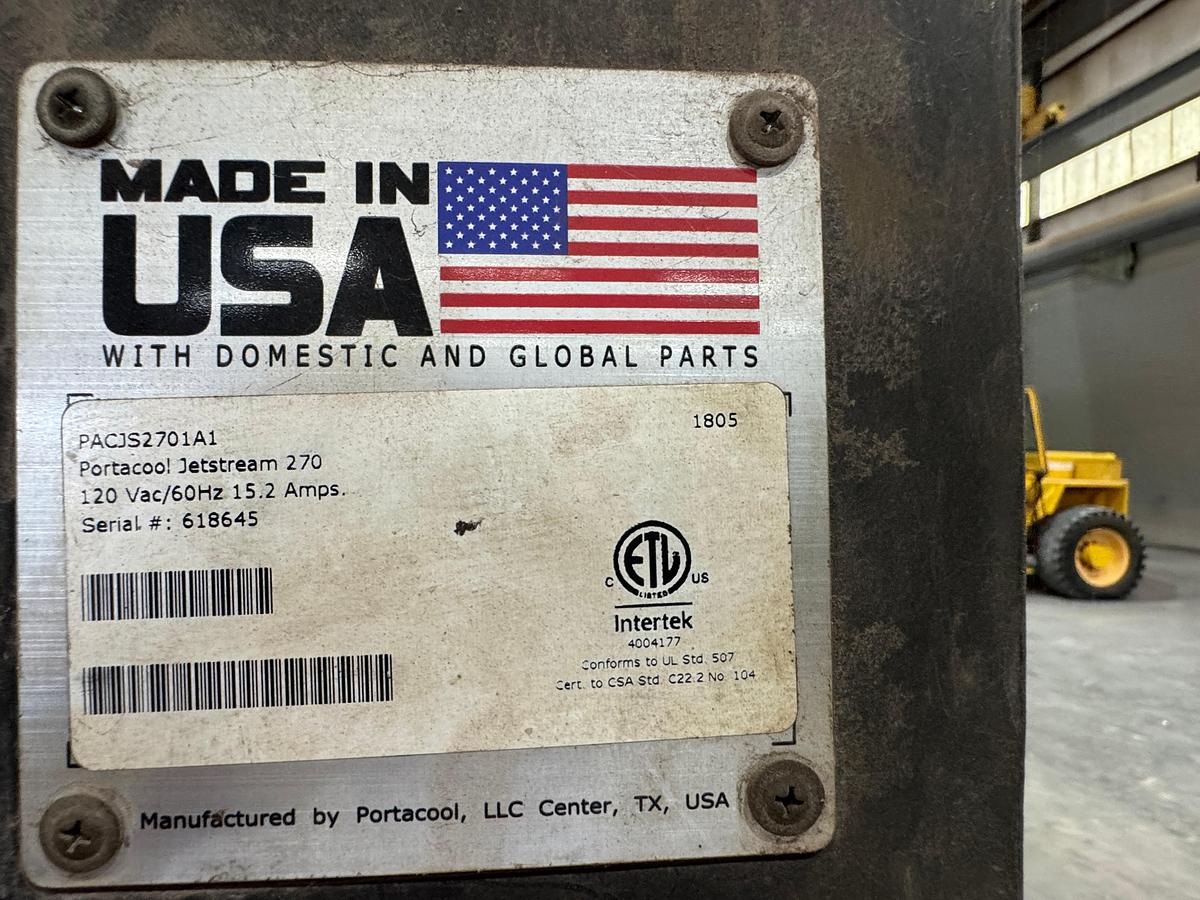 MADE IN
USA
WITH DOMESTIC AND GLOBAL PARTS
PACJS2701A1
1805
Portacool Jetstream 270
120 Vac/60Hz 15.2 Amps.
Serial #: 618645
ETL
C US
LISTED
Intertek
4004177
Conforms to UL Std. 507
Cert. to CSA Std. C22.2 No. 104
Manufactured by Portacool, LLC Center, TX, USA